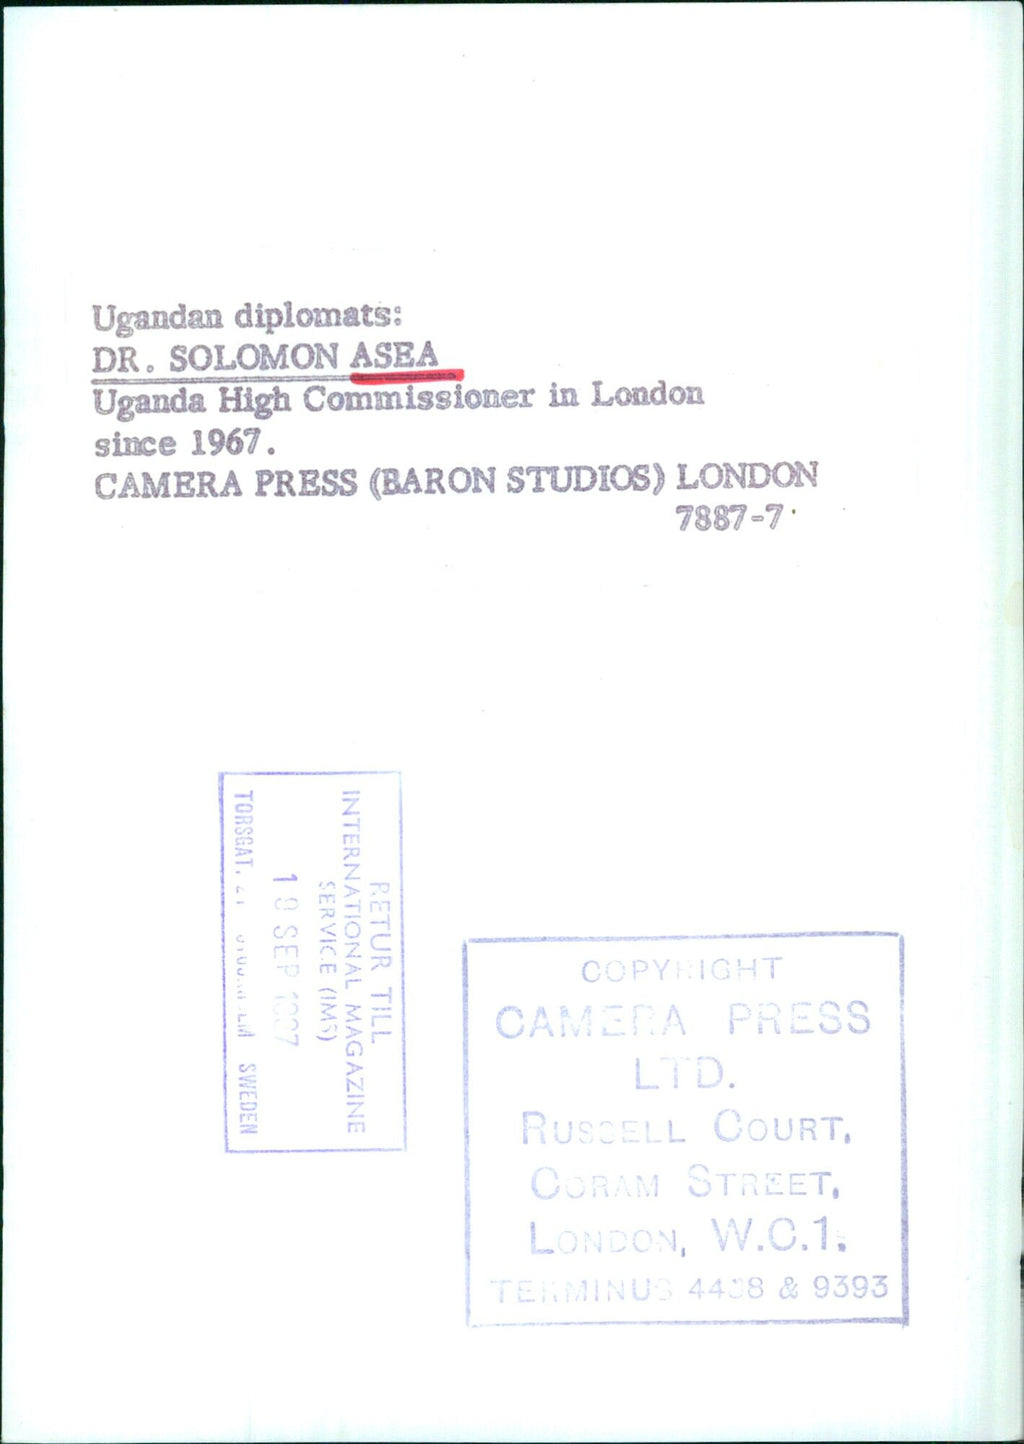 Ugandan diplomats:
DR. SOLOMON ASEA
Uganda High Commissioner in London
since 1967.
CAMERA PRESS (BARON STUDIOS) LONDON
7887-7
RETUR TILL
INTERNATIONAL MAGAZINE
SERVICE (IMS)
SEP
TORSGAT. SWEDEN
COPYRIGHT
CAMERA PRESS
LTD.
RUSSELL COURT,
CORAM STREET,
LONDON, W.C.1.
TERMINUS & 9393